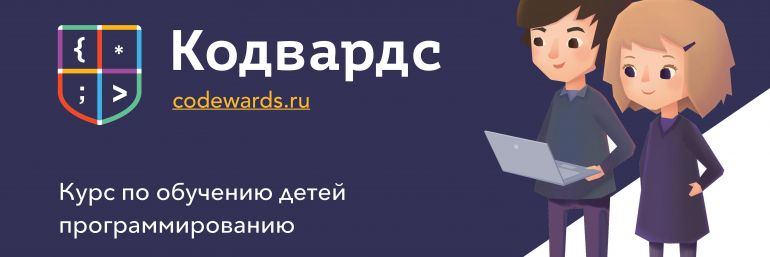 { *
; >
Кодвардс
codewards.ru
Курс по обучению детей
программированию